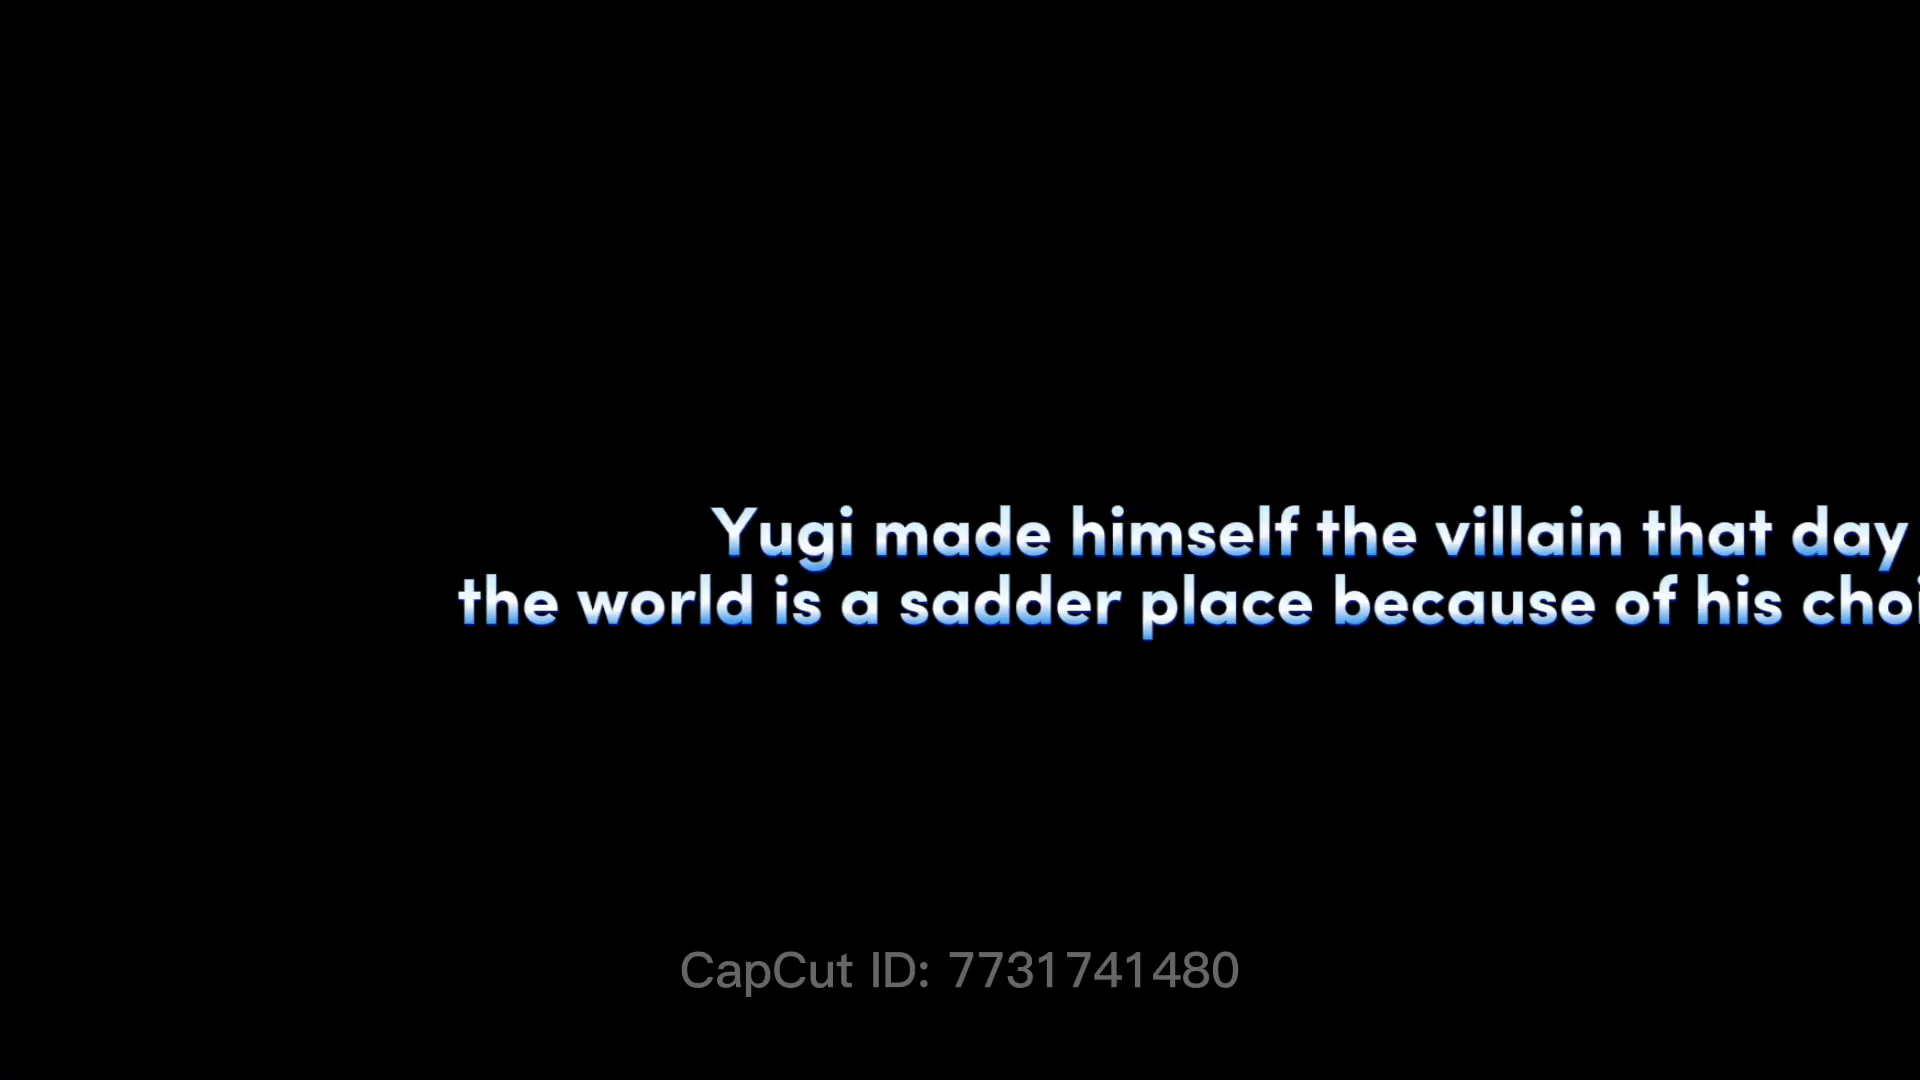 Yugi made himself the villain that day
the world is a sadder place because of his
CapCut ID: 7731741480